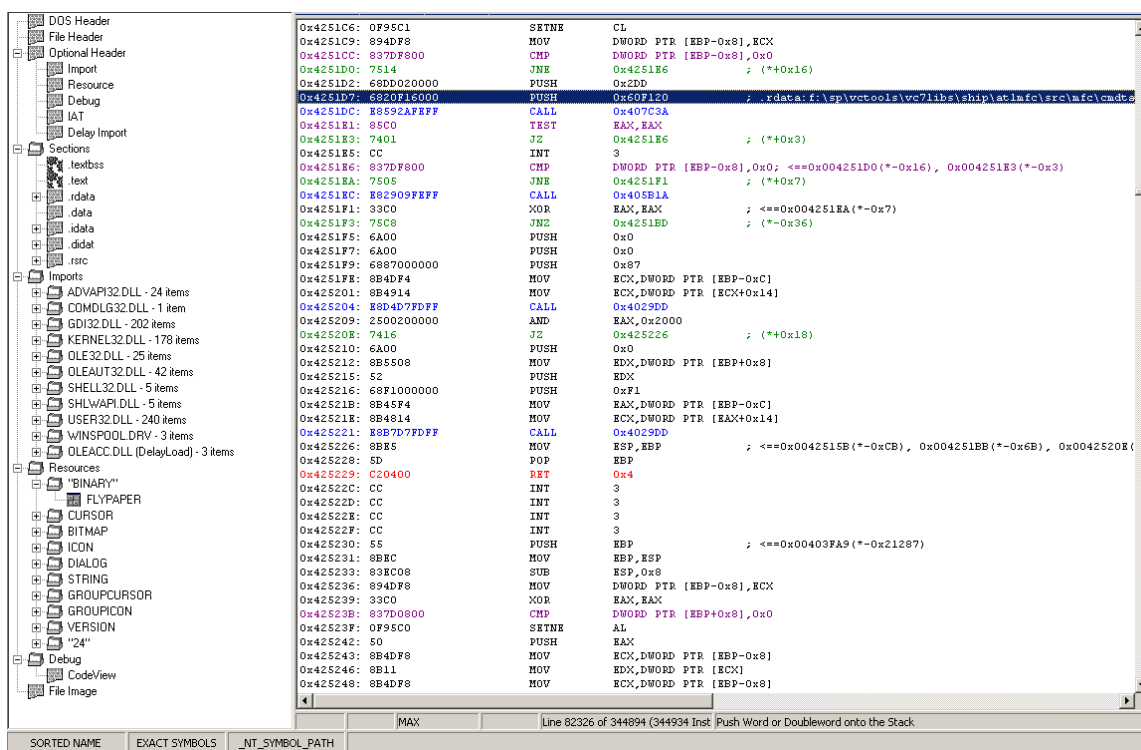 DOS Header
File Header
Optional Header
Import
Resource
Debug
IAT
Delay Import
Sections
.textbss
.text
.rdata
.data
.idata
.didat
.rsrc
Imports
ADVAPI32.DLL - 24 items
COMDLG32.DLL - 1 item
GDI32.DLL - 202 items
KERNEL32.DLL - 178 items
OLE32.DLL - 25 items
OLEAUT32.DLL - 42 items
SHELL32.DLL - 5 items
SHLWAPI.DLL - 5 items
USER32.DLL - 240 items
WINSPOOL.DRV - 3 items
OLEACC.DLL (DelayLoad) - 3 items
Resources
"BINARY"
FLYPAPER
CURSOR
BITMAP
ICON
DIALOG
STRING
GROUPCURSOR
GROUPICON
VERSION
"24"
Debug
CodeView
File Image
0x4251C6: 0F95C1 SETNE CL
0x4251C9: 894DF8 MOV DWORD PTR [EBP-0x8],ECX
0x4251CC: 837DF800 CMP DWORD PTR [EBP-0x8],0x0
0x4251D0: 7514 JNE 0x4251E6 ; (*+0x16)
0x4251D2: 68DD020000 PUSH 0x2DD
0x4251D7: 6820F16000 PUSH 0x60F120 ; .rdata:f:\sp\vctools\vc7libs\ship\atlmfc\src\mfc\cmdta
0x4251DC: E8592AFEFF CALL 0x407C3A
0x4251E1: 85C0 TEST EAX,EAX
0x4251E3: 7401 JZ 0x4251E6 ; (*+0x3)
0x4251E5: CC INT 3
0x4251E6: 837DF800 CMP DWORD PTR [EBP-0x8],0x0; <==0x004251D0(*-0x16), 0x004251E3(*-0x3)
0x4251EA: 7505 JNE 0x4251F1 ; (*+0x7)
0x4251EC: E82909FEFF CALL 0x405B1A
0x4251F1: 33C0 XOR EAX,EAX ; <==0x004251EA(*-0x7)
0x4251F3: 75C8 JNZ 0x4251BD ; (*-0x36)
0x4251F5: 6A00 PUSH 0x0
0x4251F7: 6A00 PUSH 0x0
0x4251F9: 6887000000 PUSH 0x87
0x4251FE: 8B4DF4 MOV ECX,DWORD PTR [EBP-0xC]
0x425201: 8B4914 MOV ECX,DWORD PTR [ECX+0x14]
0x425204: E8D4D7FDFF CALL 0x4029DD
0x425209: 2500200000 AND EAX,0x2000
0x42520E: 7416 JZ 0x425226 ; (*+0x18)
0x425210: 6A00 PUSH 0x0
0x425212: 8B5508 MOV EDX,DWORD PTR [EBP+0x8]
0x425215: 52 PUSH EDX
0x425216: 68F1000000 PUSH 0xF1
0x42521B: 8B45F4 MOV EAX,DWORD PTR [EBP-0xC]
0x42521E: 8B4814 MOV ECX,DWORD PTR [EAX+0x14]
0x425221: E8B7D7FDFF CALL 0x4029DD
0x425226: 8BE5 MOV ESP,EBP ; <==0x0042515B(*-0xCB), 0x004251BB(*-0x6B), 0x0042520E(
0x425228: 5D POP EBP
0x425229: C20400 RET 0x4
0x42522C: CC INT 3
0x42522D: CC INT 3
0x42522E: CC INT 3
0x42522F: CC INT 3
0x425230: 55 PUSH EBP ; <==0x00403FA9(*-0x21287)
0x425231: 8BEC MOV EBP,ESP
0x425233: 83EC08 SUB ESP,0x8
0x425236: 894DF8 MOV DWORD PTR [EBP-0x8],ECX
0x425239: 33C0 XOR EAX,EAX
0x42523B: 837D0800 CMP DWORD PTR [EBP+0x8],0x0
0x42523F: 0F95C0 SETNE AL
0x425242: 50 PUSH EAX
0x425243: 8B4DF8 MOV ECX,DWORD PTR [EBP-0x8]
0x425246: 8B11 MOV EDX,DWORD PTR [ECX]
0x425248: 8B4DF8 MOV ECX,DWORD PTR [EBP-0x8]
MAX Line 82326 of 344894 (344934 Inst Push Word or Doubleword onto the Stack
SORTED NAME EXACT SYMBOLS _NT_SYMBOL_PATH